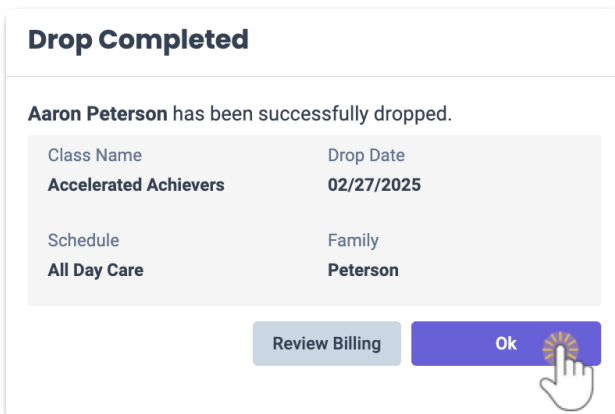 Drop Completed
Aaron Peterson has been successfully dropped.
Class Name
Drop Date
Accelerated Achievers
02/27/2025
Schedule
Family
All Day Care
Peterson
Review Billing
Ok